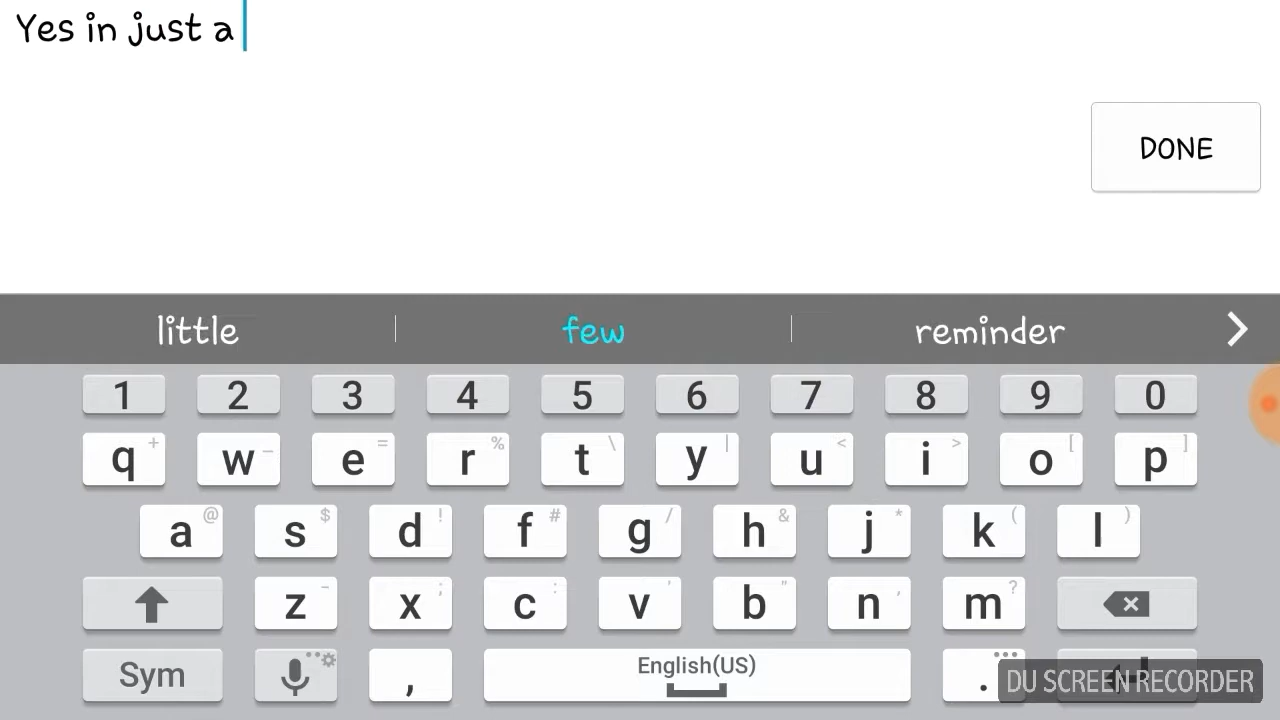 Yes in just a
DONE
little few reminder
1 2 3 4 5 6 7 8 9 0
q + w _ e = r % t \ y | u < i > o [ p ]
a @ s $ d ! f # g / h & j * k ( l )
z - x ; c : v ' b " n , m ?
Sym , English(US) . DU SCREEN RECORDER